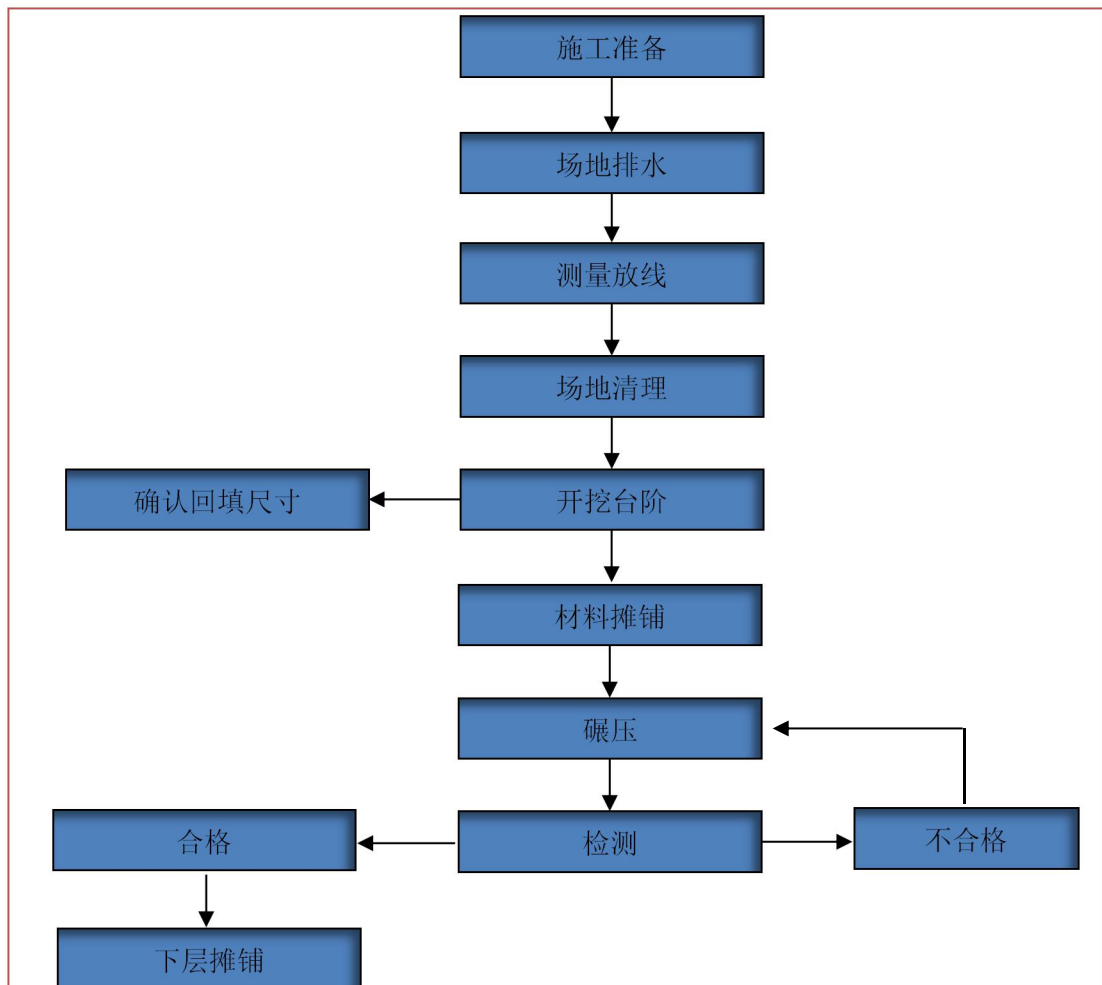 施工准备
场地排水
测量放线
场地清理
确认回填尺寸
开挖台阶
材料摊铺
碾压
合格
检测
不合格
下层摊铺